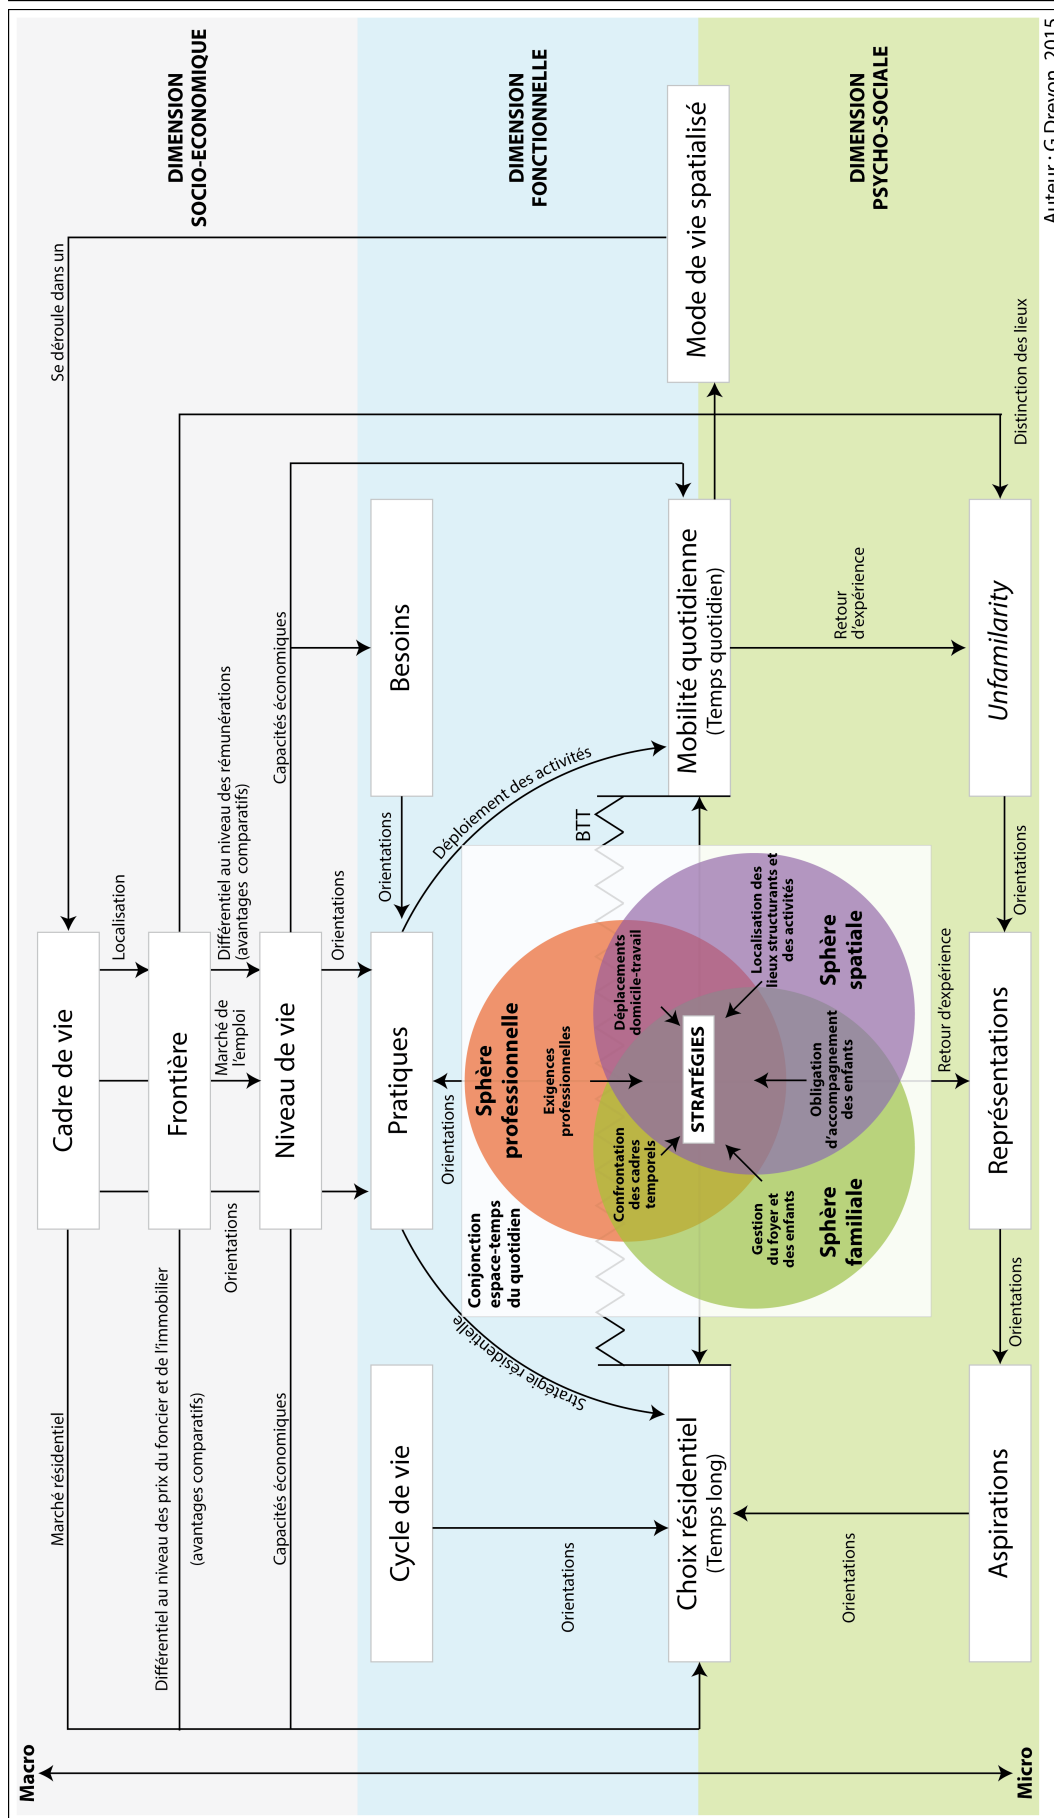 Macro
Micro
DIMENSION
SOCIO-ECONOMIQUE
DIMENSION
FONCTIONNELLE
DIMENSION
PSYCHO-SOCIALE
Marché résidentiel
Cadre de vie
Se déroule dans un
Localisation
Différentiel au niveau des prix du foncier et de l'immobilier
(avantages comparatifs)
Frontière
Orientations
Marché de
l'emploi
Différentiel au niveau des rémunérations
(avantages comparatifs)
Capacités économiques
Niveau de vie
Capacités économiques
Orientations
Cycle de vie
Pratiques
Orientations
Besoins
Orientations
Stratégie résidentielle
Déploiement des activités
Orientations
Conjonction
espace-temps
du quotidien
Sphère
professionnelle
Exigences
professionnelles
BTT
Confrontation
des cadres
temporels
Déplacements
domicile-travail
STRATÉGIES
Choix résidentiel
(Temps long)
Mobilité quotidienne
(Temps quotidien)
Mode de vie spatialisé
Gestion
du foyer et
des enfants
Obligation
d'accompagnement
des enfants
Localisation des
lieux structurants et
des activités
Sphère
familiale
Sphère
spatiale
Orientations
Retour d'expérience
Retour
d'expérience
Aspirations
Orientations
Représentations
Orientations
Unfamilarity
Distinction des lieux
Auteur : G.Drevon, 2015